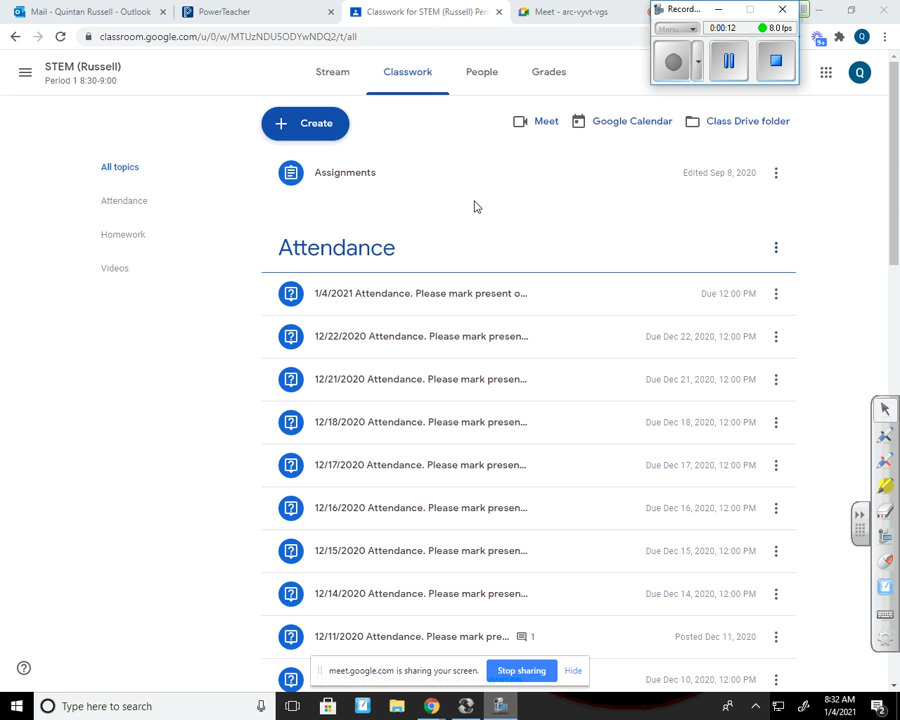 Mail - Quintan Russell - Outlook
PowerTeacher
Classwork for STEM (Russell) Peri
Meet - arc-vyvt-vgs
Record...
Menu
0:00:12
8.0 fps
classroom.google.com/u/0/w/MTUzNDU5ODYwNDQ2/t/all
Q
STEM (Russell)
Period 1 8:30-9:00
Stream
Classwork
People
Grades
Q
Create
Meet
Google Calendar
Class Drive folder
All topics
Attendance
Homework
Videos
Assignments
Edited Sep 8, 2020
Attendance
1/4/2021 Attendance. Please mark present o...
Due 12:00 PM
12/22/2020 Attendance. Please mark presen...
Due Dec 22, 2020, 12:00 PM
12/21/2020 Attendance. Please mark presen...
Due Dec 21, 2020, 12:00 PM
12/18/2020 Attendance. Please mark presen...
Due Dec 18, 2020, 12:00 PM
12/17/2020 Attendance. Please mark presen...
Due Dec 17, 2020, 12:00 PM
12/16/2020 Attendance. Please mark presen...
Due Dec 16, 2020, 12:00 PM
12/15/2020 Attendance. Please mark presen...
Due Dec 15, 2020, 12:00 PM
12/14/2020 Attendance. Please mark presen...
Due Dec 14, 2020, 12:00 PM
12/11/2020 Attendance. Please mark pre...
1
Posted Dec 11, 2020
Due Dec 10, 2020, 12:00 PM
meet.google.com is sharing your screen.
Stop sharing
Hide
Type here to search
8:32 AM
1/4/2021
2